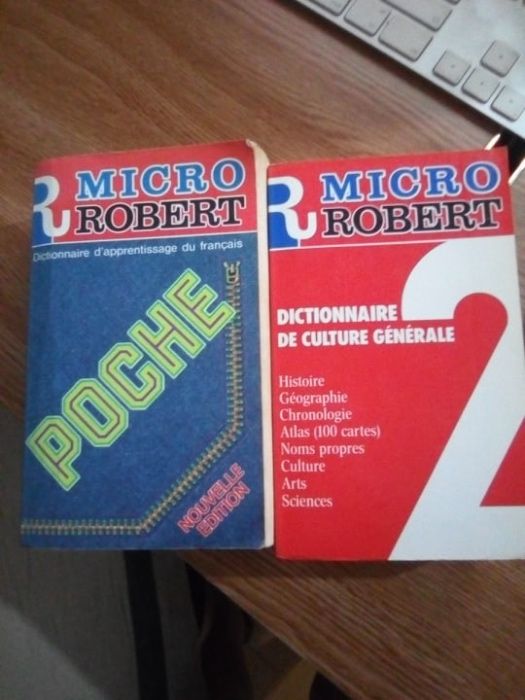 MICRO
ROBERT
Dictionnaire d'apprentissage du français
POCHE
NOUVELLE
EDITION
R MICRO
ROBERT
2
DICTIONNAIRE
DE CULTURE GÉNÉRALE
Histoire
Géographie
Chronologie
Atlas (100 cartes)
Noms propres
Culture
Arts
Sciences